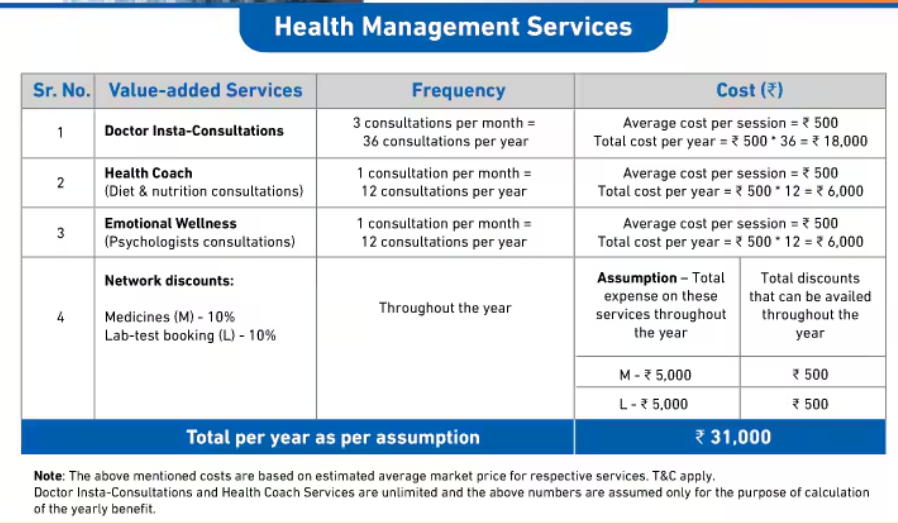 Health Management Services
Sr. No. Value-added Services Frequency Cost (₹)
1 Doctor Insta-Consultations 3 consultations per month = Average cost per session = ₹ 500
36 consultations per year Total cost per year = ₹ 500 * 36 = ₹ 18,000
2 Health Coach 1 consultation per month = Average cost per session = ₹ 500
(Diet & nutrition consultations) 12 consultations per year Total cost per year = ₹ 500 * 12 = ₹ 6,000
3 Emotional Wellness 1 consultation per month = Average cost per session = ₹ 500
(Psychologists consultations) 12 consultations per year Total cost per year = ₹ 500 * 12 = ₹ 6,000
4 Network discounts:
Medicines (M) - 10%
Lab-test booking (L) - 10%
Throughout the year
Assumption – Total
expense on these
services throughout
the year
Total discounts
that can be availed
throughout the
year
M - ₹ 5,000 ₹ 500
L - ₹ 5,000 ₹ 500
Total per year as per assumption ₹ 31,000
Note: The above mentioned costs are based on estimated average market price for respective services. T&C apply.
Doctor Insta-Consultations and Health Coach Services are unlimited and the above numbers are assumed only for the purpose of calculation
of the yearly benefit.